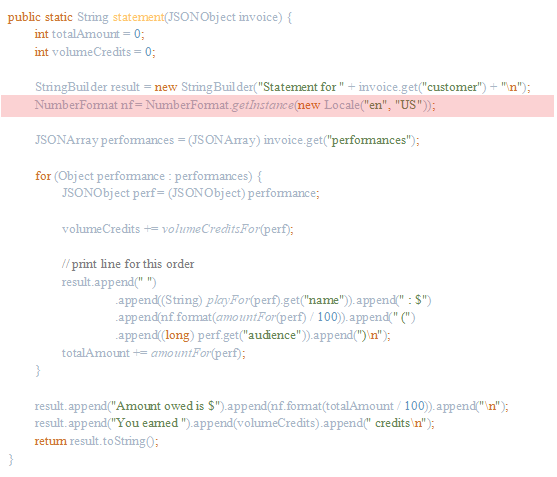 public static String statement(JSONObject invoice) {
int totalAmount = 0;
int volumeCredits = 0;
StringBuilder result = new StringBuilder("Statement for " + invoice.get("customer") + "\n");
NumberFormat nf = NumberFormat.getInstance(new Locale("en", "US"));
JSONArray performances = (JSONArray) invoice.get("performances");
for (Object performance : performances) {
JSONObject perf = (JSONObject) performance;
volumeCredits += volumeCreditsFor(perf);
// print line for this order
result.append(" ")
.append((String) playFor(perf).get("name")).append(" : $")
.append(nf.format(amountFor(perf) / 100)).append(" (")
.append((long) perf.get("audience")).append(")\n");
totalAmount += amountFor(perf);
}
result.append("Amount owed is $").append(nf.format(totalAmount / 100)).append("\n");
result.append("You earned ").append(volumeCredits).append(" credits\n");
return result.toString();
}